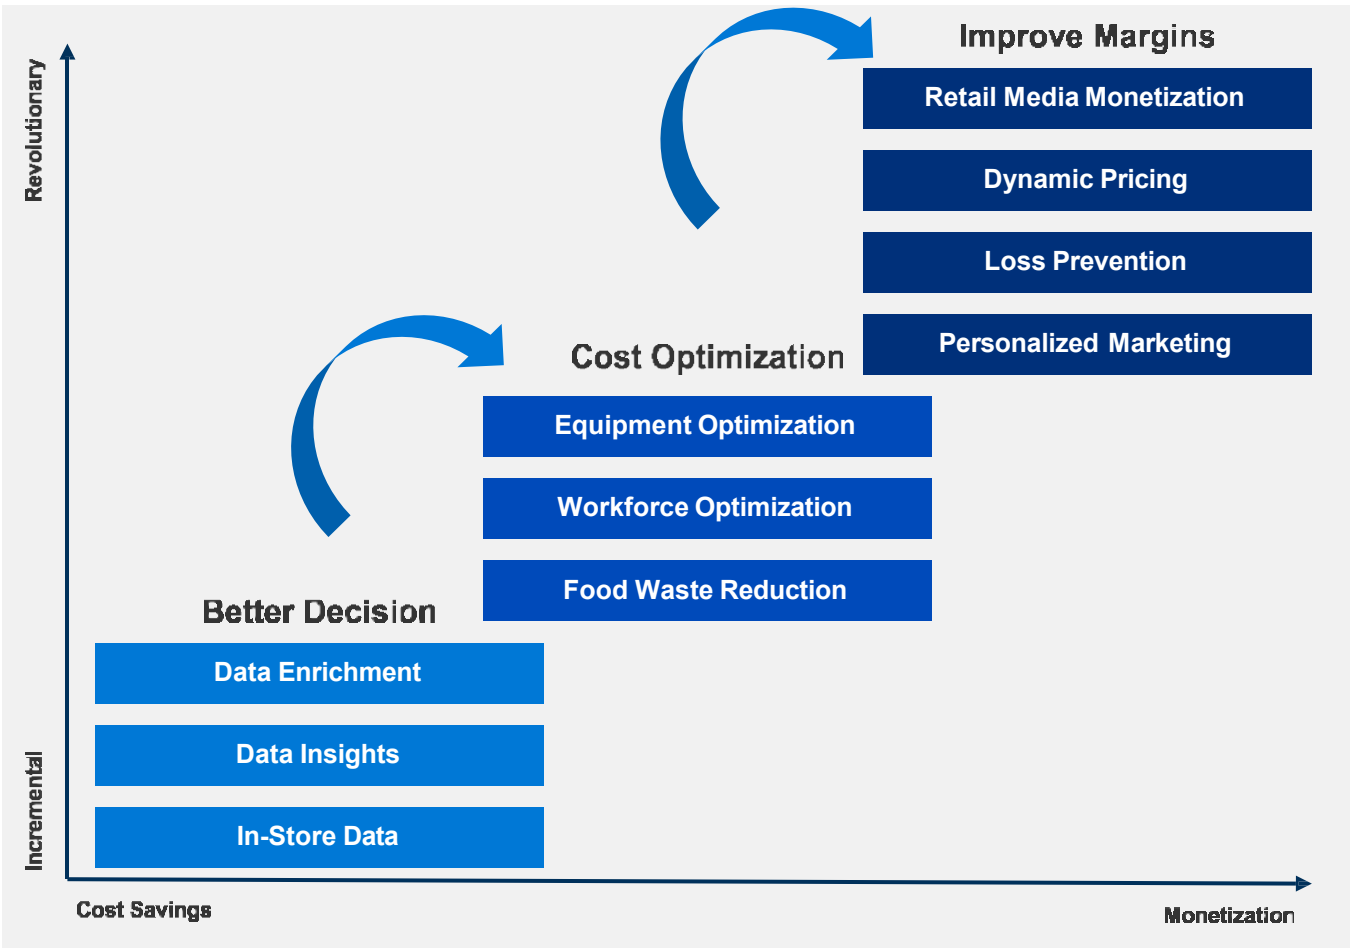 Improve Margins
Revolutionary
Retail Media Monetization
Dynamic Pricing
Loss Prevention
Personalized Marketing
Cost Optimization
Equipment Optimization
Workforce Optimization
Food Waste Reduction
Better Decision
Data Enrichment
Data Insights
In-Store Data
Incremental
Cost Savings
Monetization